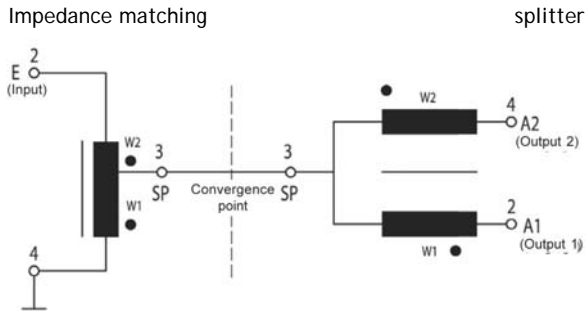 Impedance matching splitter
2
E
(Input)
W2
3
SP
W1
4
Convergence
point
3
SP
W2
4
A2
(Output 2)
2
A1
(Output 1)
W1